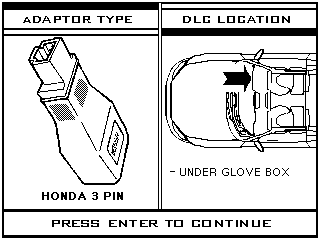 ADAPTOR TYPE
DLC LOCATION
HONDA 3 PIN
- UNDER GLOVE BOX
PRESS ENTER TO CONTINUE